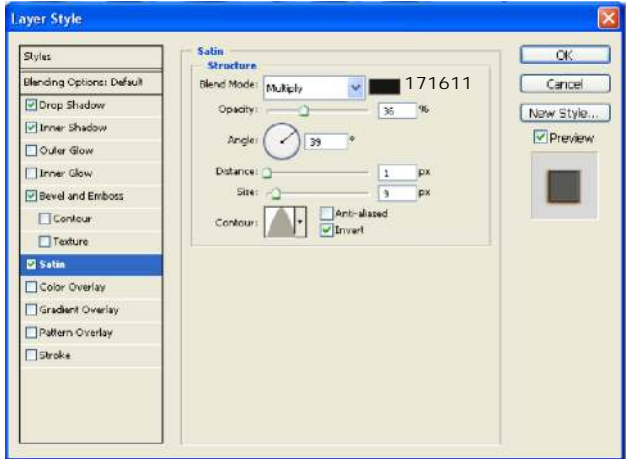 Layer Style
Styles
Blending Options: Default
Drop Shadow
Inner Shadow
Outer Glow
Inner Glow
Bevel and Emboss
Contour
Texture
Satin
Color Overlay
Gradient Overlay
Pattern Overlay
Stroke
Satin
Structure
Blend Mode: Multiply 171611
Opacity: 36 %
Angle: 39 °
Distance: 1 px
Size: 9 px
Contour: Anti-aliased
Invert
OK
Cancel
New Style...
Preview